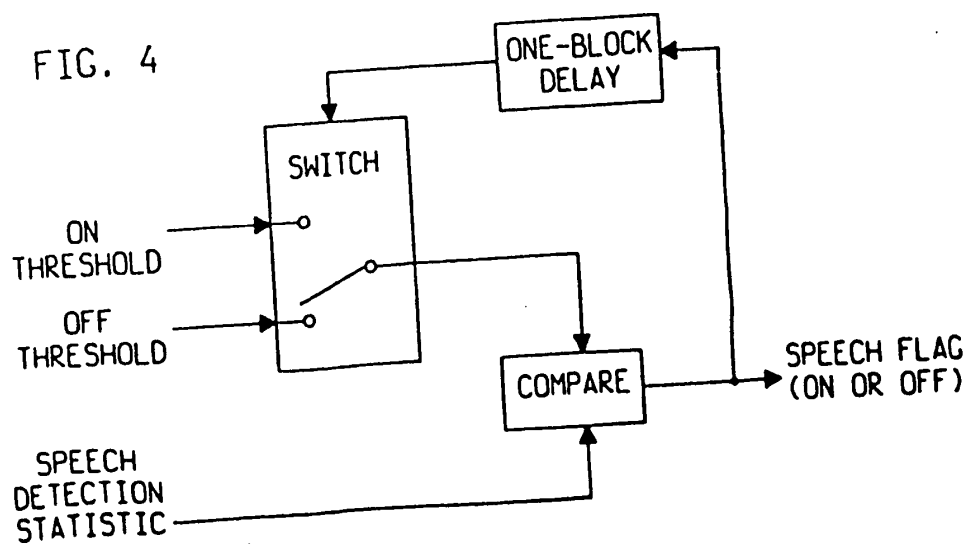 FIG. 4
ONE-BLOCK
DELAY
SWITCH
ON
THRESHOLD
OFF
THRESHOLD
COMPARE
SPEECH FLAG
(ON OR OFF)
SPEECH
DETECTION
STATISTIC